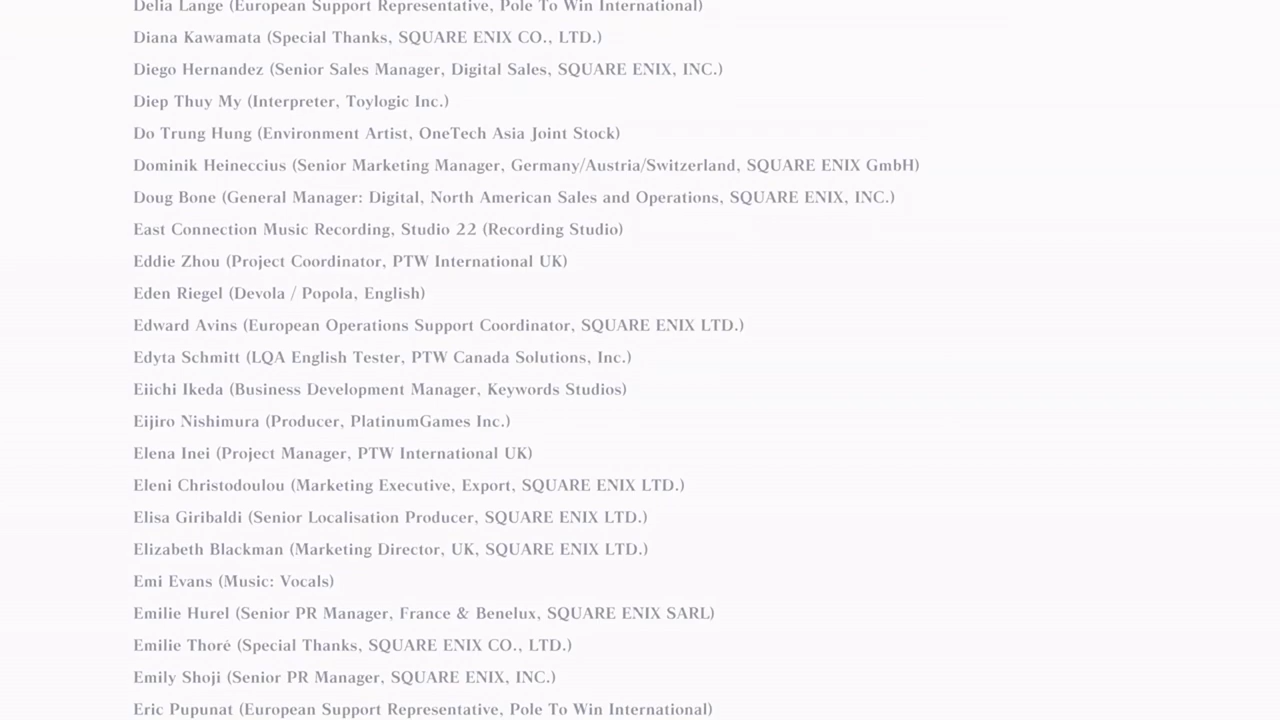 Delia Lange (European Support Representative, Pole To Win International)
Diana Kawamata (Special Thanks, SQUARE ENIX CO., LTD.)
Diego Hernandez (Senior Sales Manager, Digital Sales, SQUARE ENIX, INC.)
Diep Thuy My (Interpreter, Toylogic Inc.)
Do Trung Hung (Environment Artist, OneTech Asia Joint Stock)
Dominik Heineccius (Senior Marketing Manager, Germany/Austria/Switzerland, SQUARE ENIX GmbH)
Doug Bone (General Manager: Digital, North American Sales and Operations, SQUARE ENIX, INC.)
East Connection Music Recording, Studio 22 (Recording Studio)
Eddie Zhou (Project Coordinator, PTW International UK)
Eden Riegel (Devola / Popola, English)
Edward Avins (European Operations Support Coordinator, SQUARE ENIX LTD.)
Edyta Schmitt (LQA English Tester, PTW Canada Solutions, Inc.)
Eiichi Ikeda (Business Development Manager, Keywords Studios)
Eijiro Nishimura (Producer, PlatinumGames Inc.)
Elena Inei (Project Manager, PTW International UK)
Eleni Christodoulou (Marketing Executive, Export, SQUARE ENIX LTD.)
Elisa Giribaldi (Senior Localisation Producer, SQUARE ENIX LTD.)
Elizabeth Blackman (Marketing Director, UK, SQUARE ENIX LTD.)
Emi Evans (Music: Vocals)
Emilie Hurel (Senior PR Manager, France & Benelux, SQUARE ENIX SARL)
Emilie Thoré (Special Thanks, SQUARE ENIX CO., LTD.)
Emily Shoji (Senior PR Manager, SQUARE ENIX, INC.)
Eric Pupunat (European Support Representative, Pole To Win International)